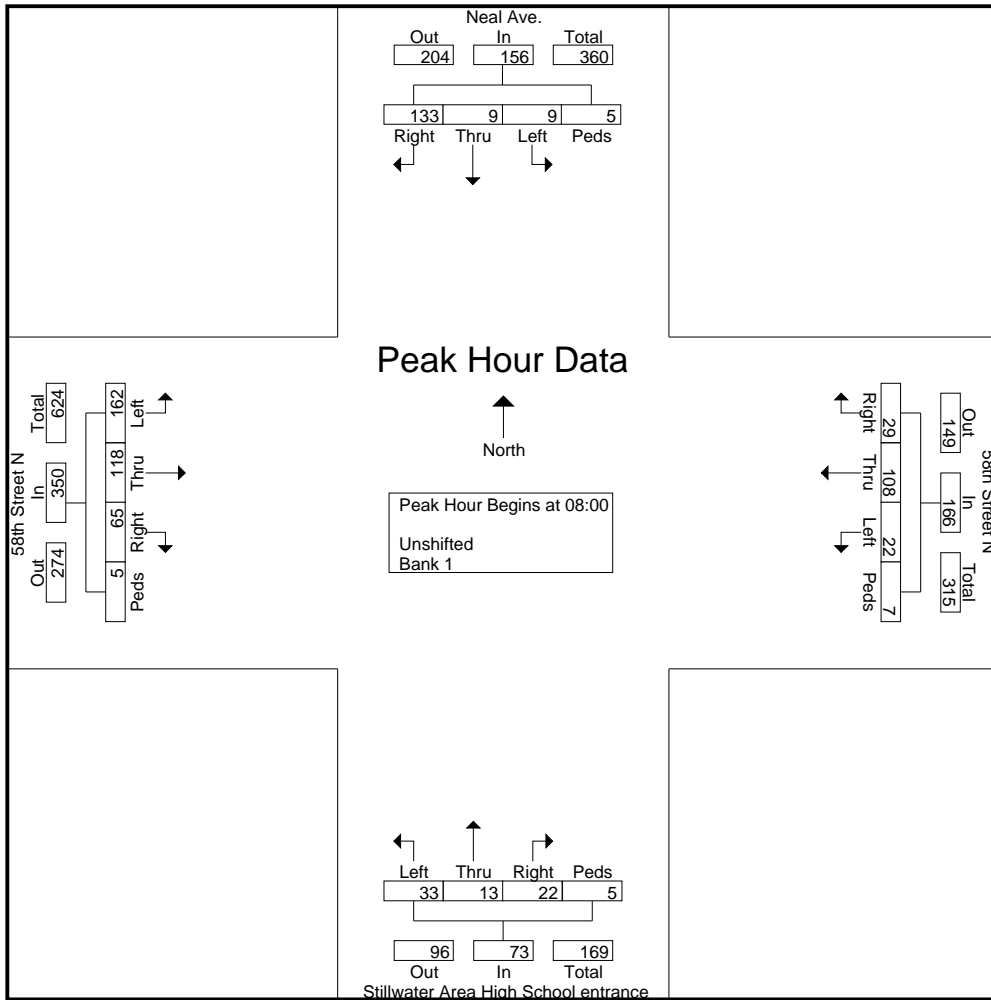 Neal Ave.
Out In Total
204 156 360
133 9 9 5
Right Thru Left Peds
Peak Hour Data
North
Peak Hour Begins at 08:00
Unshifted
Bank 1
58th Street N
Out In Total
274 350 624
5 65 118 162
Peds Right Thru Left
58th Street N
Out In Total
149 166 315
29 108 22 7
Right Thru Left Peds
Left Thru Right Peds
33 13 22 5
96 73 169
Out In Total
Stillwater Area High School entrance